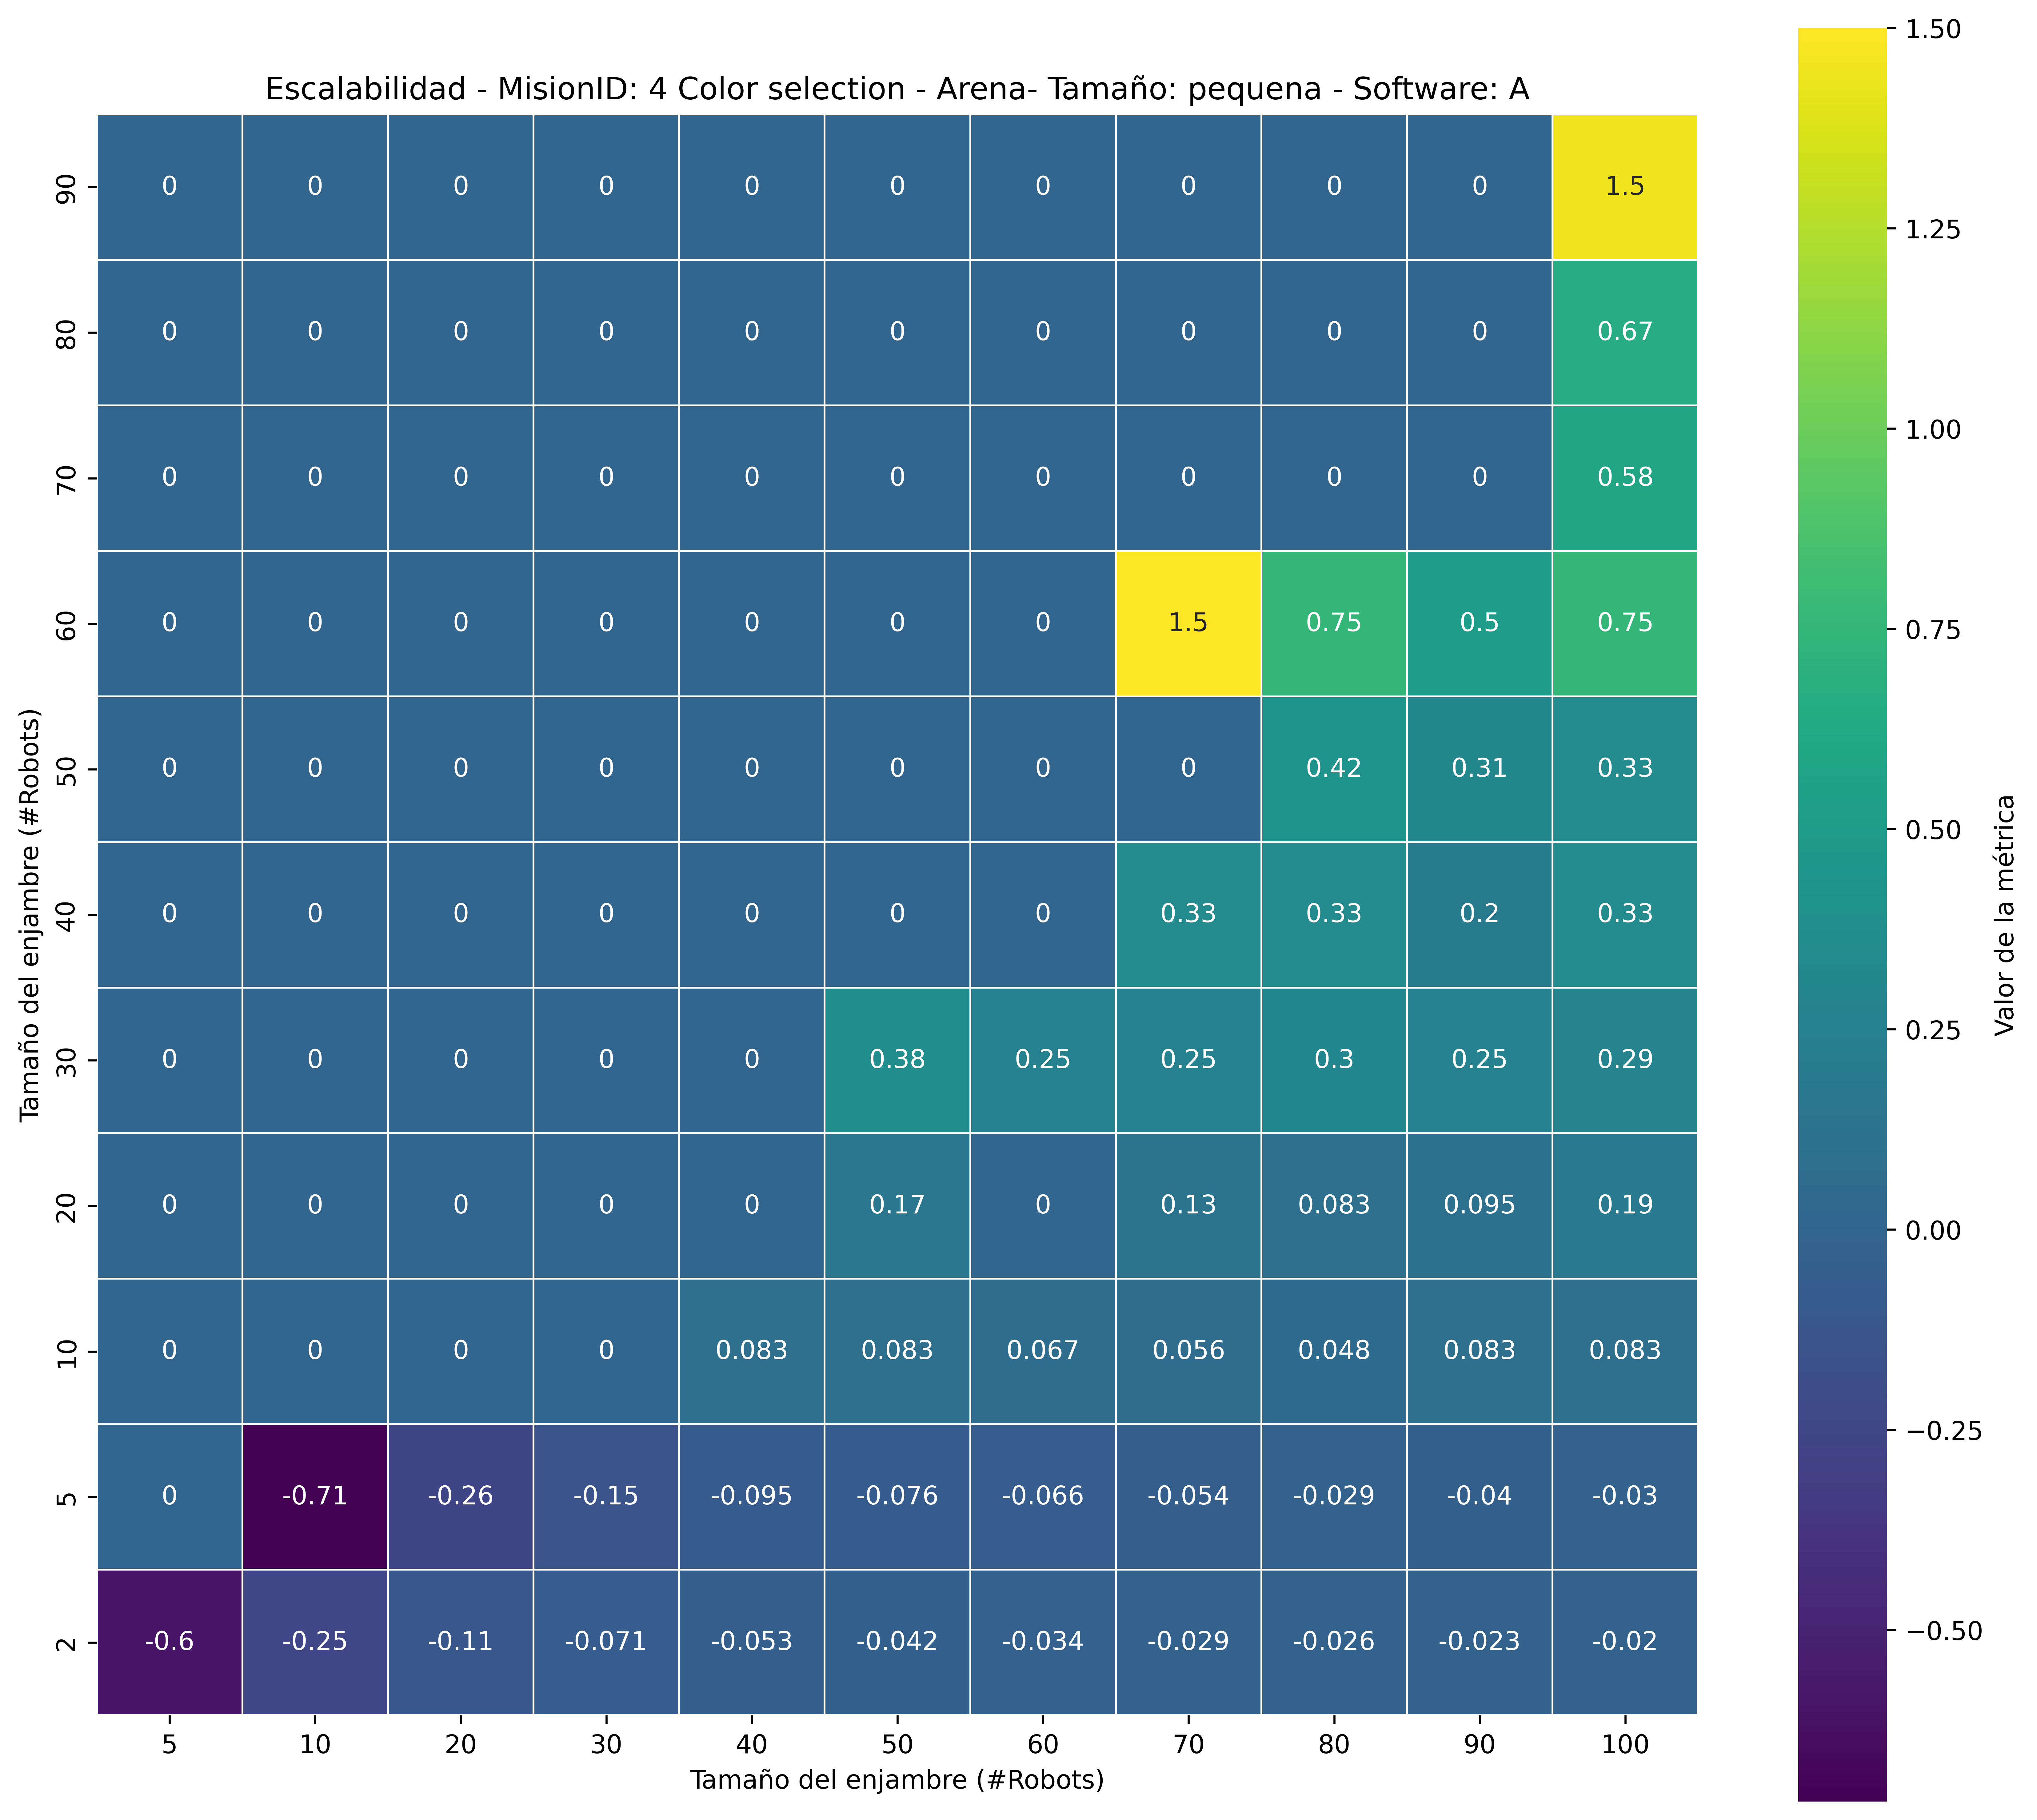 Escalabilidad - MisionID: 4 Color selection - Arena- Tamaño: pequena - Software: A
90 0 0 0 0 0 0 0 0 0 0 1.5
80 0 0 0 0 0 0 0 0 0 0 0.67
70 0 0 0 0 0 0 0 0 0 0 0.58
60 0 0 0 0 0 0 0 1.5 0.75 0.5 0.75
50 0 0 0 0 0 0 0 0 0.42 0.31 0.33
40 0 0 0 0 0 0 0 0.33 0.33 0.2 0.33
30 0 0 0 0 0 0.38 0.25 0.25 0.3 0.25 0.29
20 0 0 0 0 0 0.17 0 0.13 0.083 0.095 0.19
10 0 0 0 0 0.083 0.083 0.067 0.056 0.048 0.083 0.083
5 0 -0.71 -0.26 -0.15 -0.095 -0.076 -0.066 -0.054 -0.029 -0.04 -0.03
2 -0.6 -0.25 -0.11 -0.071 -0.053 -0.042 -0.034 -0.029 -0.026 -0.023 -0.02
5 10 20 30 40 50 60 70 80 90 100
Tamaño del enjambre (#Robots)
Tamaño del enjambre (#Robots)
1.50
1.25
1.00
0.75
0.50
0.25
0.00
−0.25
−0.50
Valor de la métrica